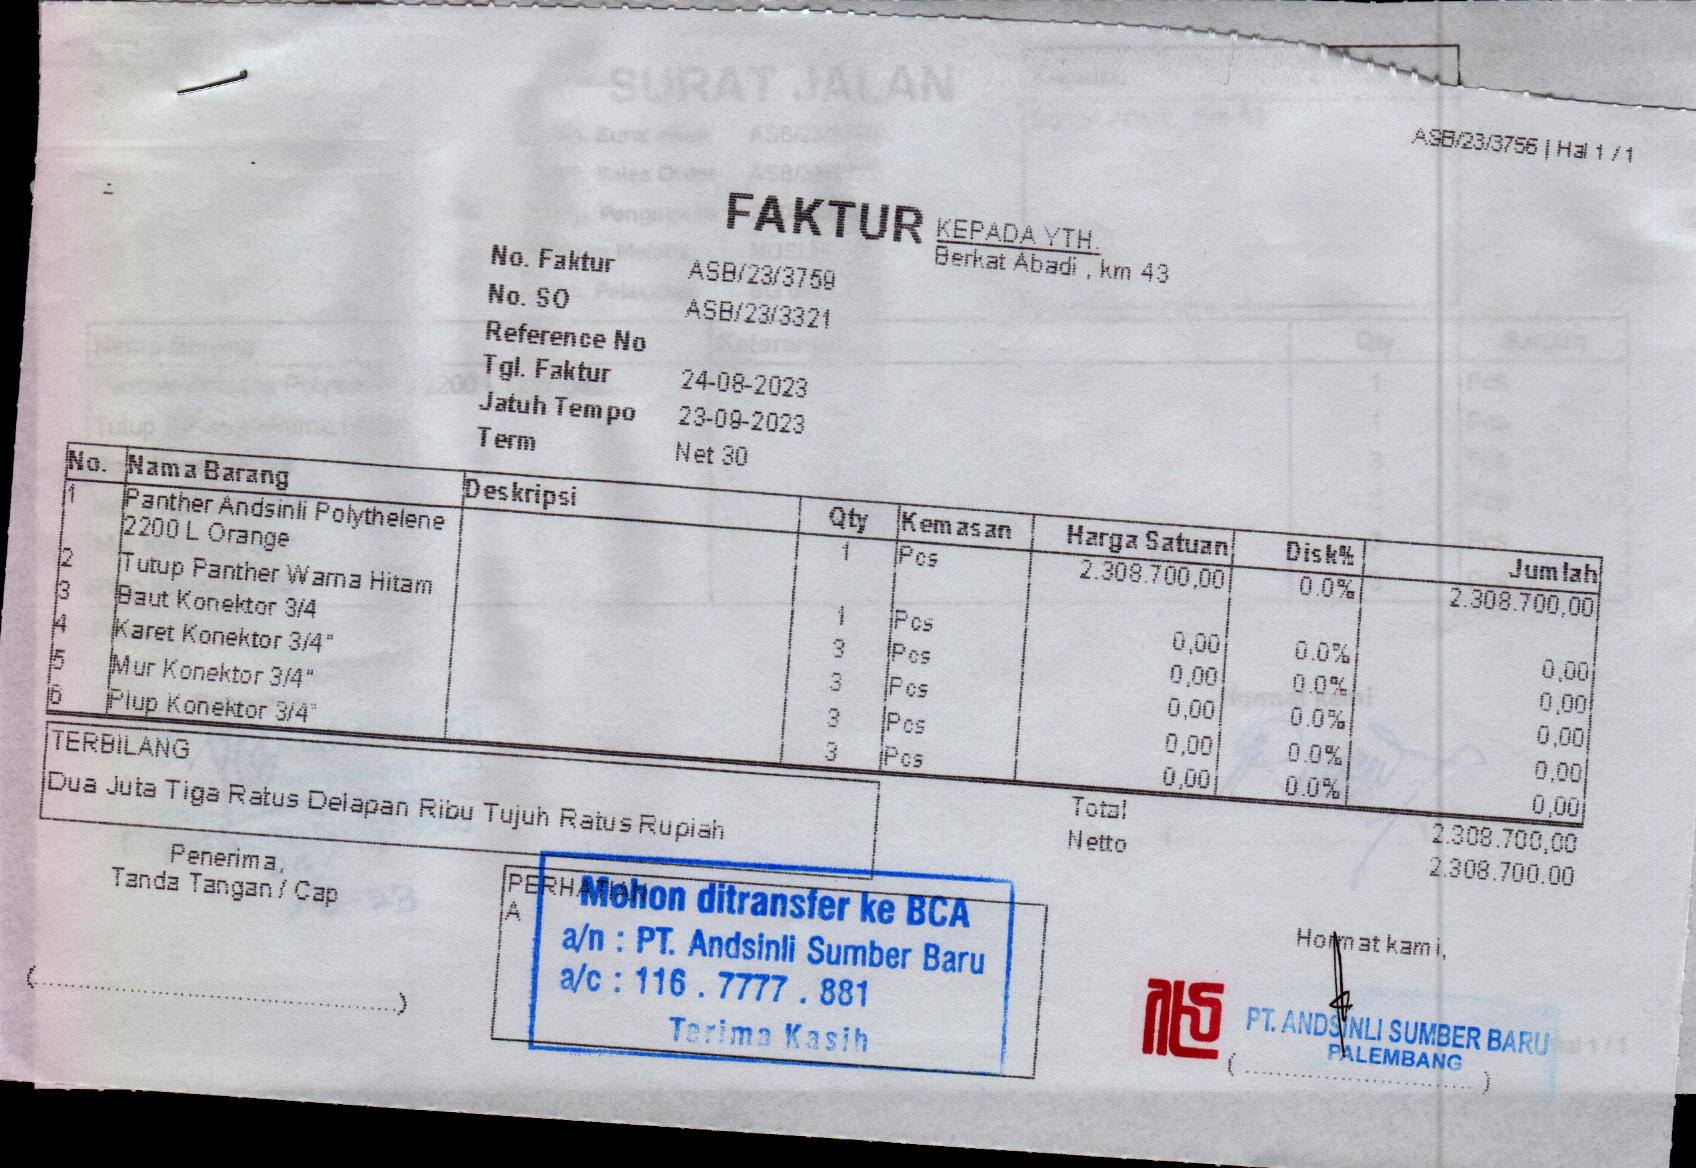 SURAT JALAN
ASB/23/3756 | Hal 1 / 1
FAKTUR
KEPADA YTH.
Berkat Abadi , km 43
No. Faktur ASB/23/3759
No. SO ASB/23/3321
Reference No
Tgl. Faktur 24-08-2023
Jatuh Tempo 23-09-2023
Term Net 30
No. Nama Barang Deskripsi Qty Kemasan Harga Satuan Disk% Jumlah
1 Panther Andsinli Polythelene 1 Pcs 2.308.700,00 0.0% 2.308.700,00
2200 L Orange
2 Tutup Panther Warna Hitam 1 Pcs 0,00 0.0% 0,00
3 Baut Konektor 3/4 3 Pcs 0,00 0.0% 0,00
4 Karet Konektor 3/4" 3 Pcs 0,00 0.0% 0,00
5 Mur Konektor 3/4" 3 Pcs 0,00 0.0% 0,00
6 Plup Konektor 3/4" 3 Pcs 0,00 0.0% 0,00
TERBILANG
Dua Juta Tiga Ratus Delapan Ribu Tujuh Ratus Rupiah
Total 2.308.700,00
Netto 2.308.700.00
Penerima,
Tanda Tangan / Cap
PERHATIAN
A
Mohon ditransfer ke BCA
a/n : PT. Andsinli Sumber Baru
a/c : 116 . 7777 . 881
Terima Kasih
Hormat kami,
PT. ANDSINLI SUMBER BARU
PALEMBANG